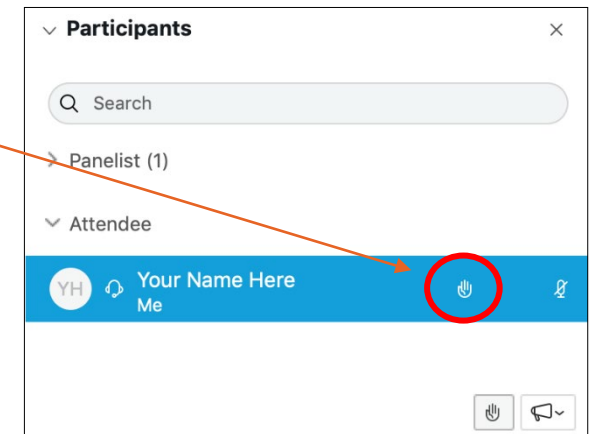 Participants
Search
Panelist (1)
Attendee
YH
Your Name Here
Me